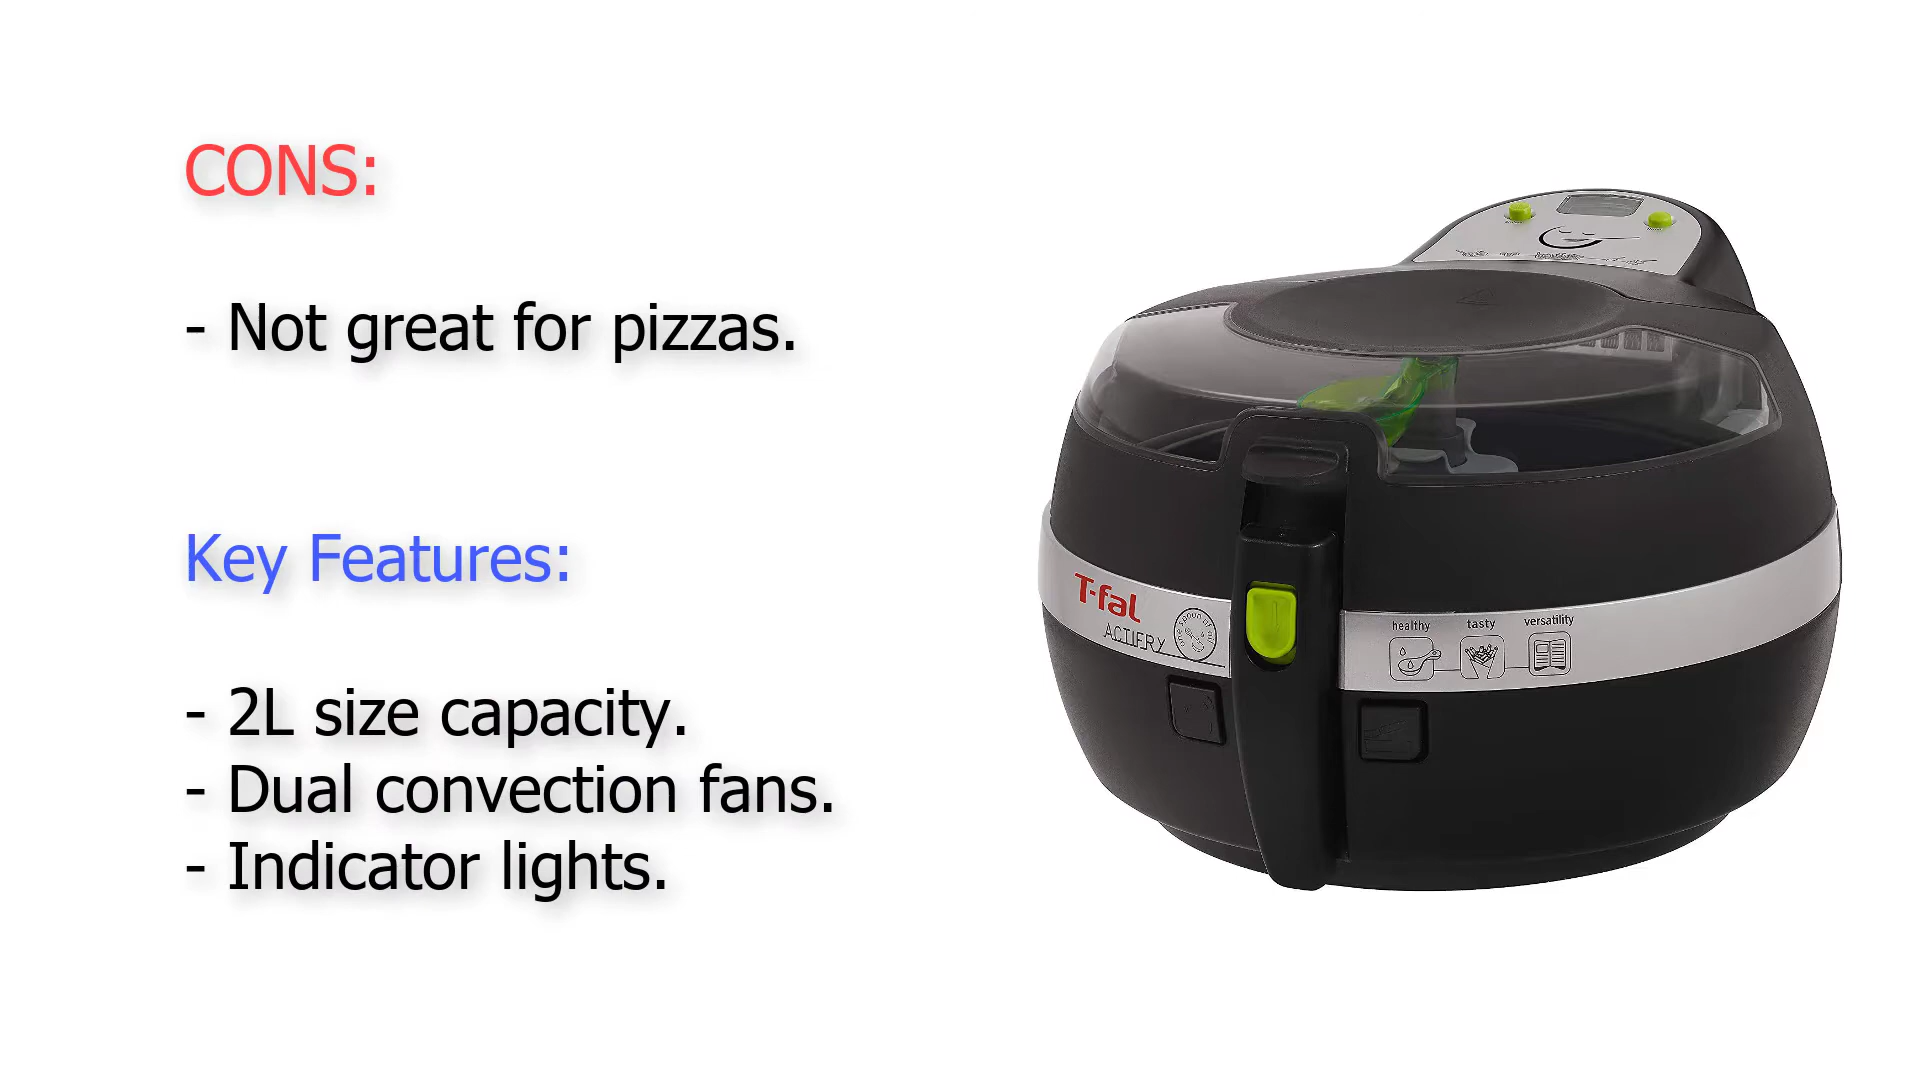 CONS:
- Not great for pizzas.
Key Features:
- 2L size capacity.
- Dual convection fans.
- Indicator lights.
T-fal
ACTIFRY
healthy
tasty
versatility